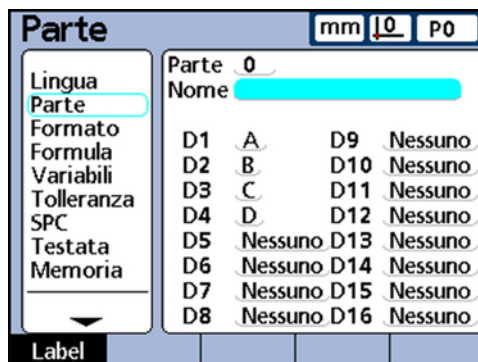 Parte mm 0 P0
Lingua
Parte
Formato
Formula
Variabili
Tolleranza
SPC
Testata
Memoria
Parte 0
Nome
D1 A D9 Nessuno
D2 B D10 Nessuno
D3 C D11 Nessuno
D4 D D12 Nessuno
D5 Nessuno D13 Nessuno
D6 Nessuno D14 Nessuno
D7 Nessuno D15 Nessuno
D8 Nessuno D16 Nessuno
Label